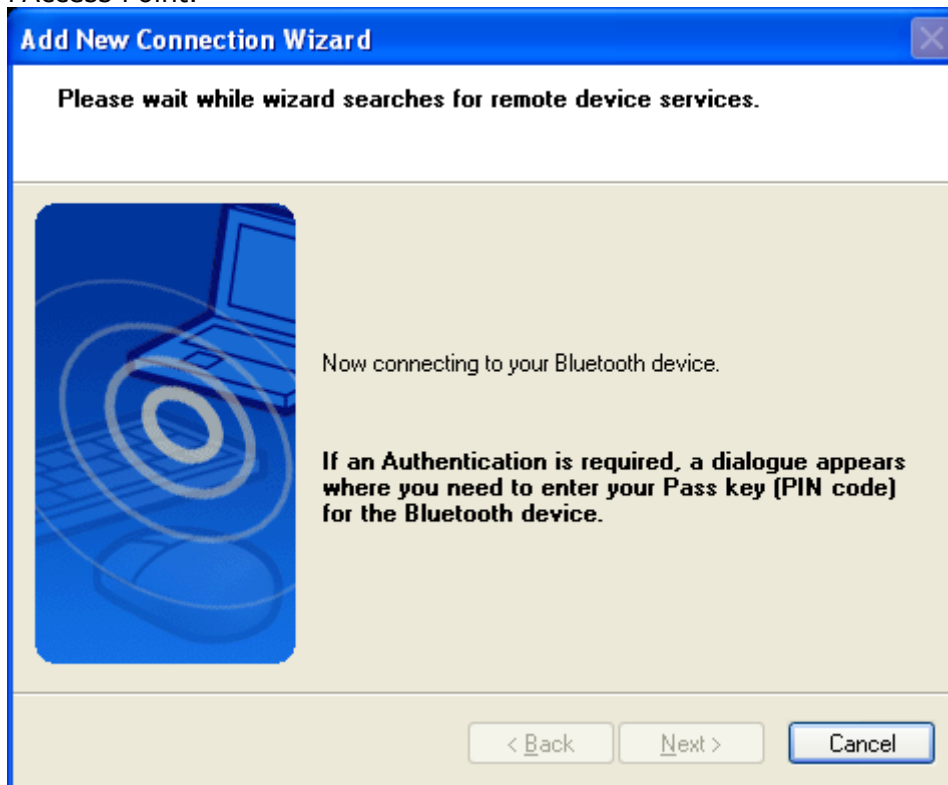 Access Point.
Add New Connection Wizard
Please wait while wizard searches for remote device services.
Now connecting to your Bluetooth device.
If an Authentication is required, a dialogue appears
where you need to enter your Pass key (PIN code)
for the Bluetooth device.
< Back Next > Cancel